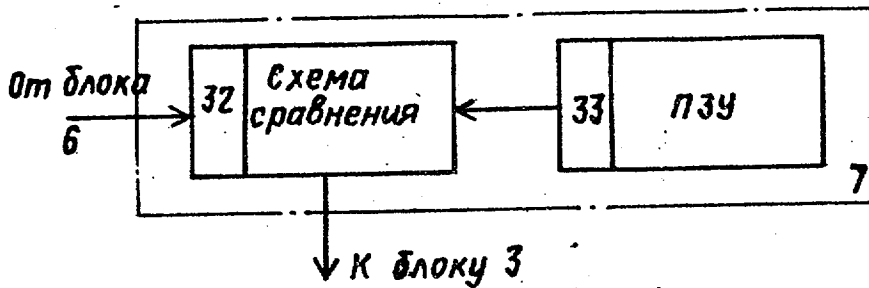 От блока
6
32
Схема
сравнения
33
ПЗУ
7
К блоку 3